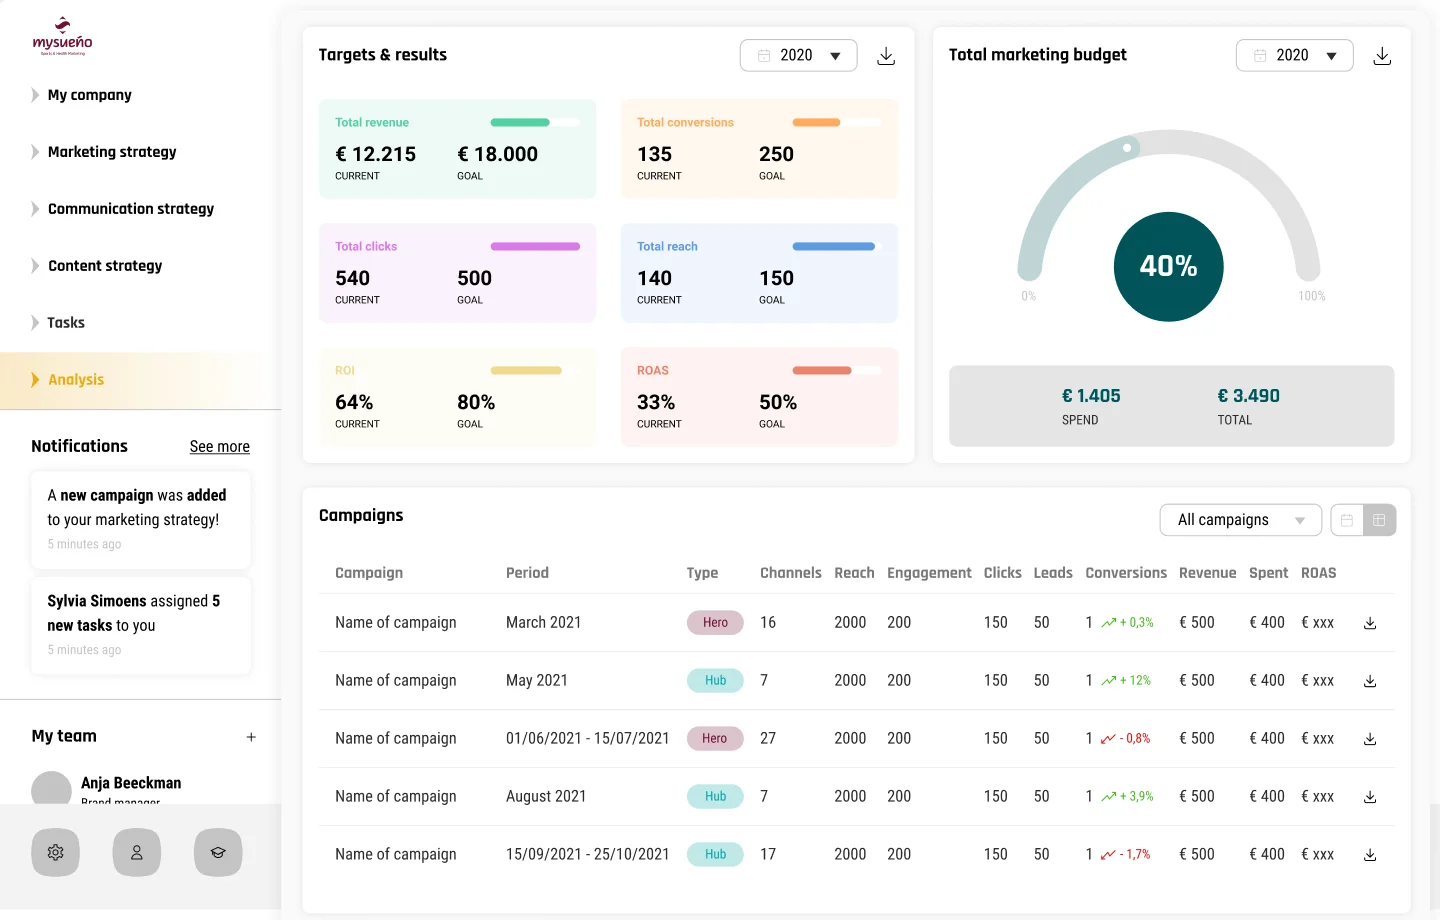 mysueño
Sports & Health Marketing
My company
Marketing strategy
Communication strategy
Content strategy
Tasks
Analysis
Notifications See more
A new campaign was added
to your marketing strategy!
5 minutes ago
Sylvia Simoens assigned 5
new tasks to you
5 minutes ago
My team +
Anja Beeckman
Brand manager
Targets & results 2020
Total revenue
€ 12.215 € 18.000
CURRENT GOAL
Total conversions
135 250
CURRENT GOAL
Total clicks
540 500
CURRENT GOAL
Total reach
140 150
CURRENT GOAL
ROI
64% 80%
CURRENT GOAL
ROAS
33% 50%
CURRENT GOAL
Total marketing budget 2020
40%
0% 100%
€ 1.405 € 3.490
SPEND TOTAL
Campaigns All campaigns
Campaign Period Type Channels Reach Engagement Clicks Leads Conversions Revenue Spent ROAS
Name of campaign March 2021 Hero 16 2000 200 150 50 1 + 0,3% € 500 € 400 € xxx
Name of campaign May 2021 Hub 7 2000 200 150 50 1 + 12% € 500 € 400 € xxx
Name of campaign 01/06/2021 - 15/07/2021 Hero 27 2000 200 150 50 1 - 0,8% € 500 € 400 € xxx
Name of campaign August 2021 Hub 7 2000 200 150 50 1 + 3,9% € 500 € 400 € xxx
Name of campaign 15/09/2021 - 25/10/2021 Hub 17 2000 200 150 50 1 - 1,7% € 500 € 400 € xxx